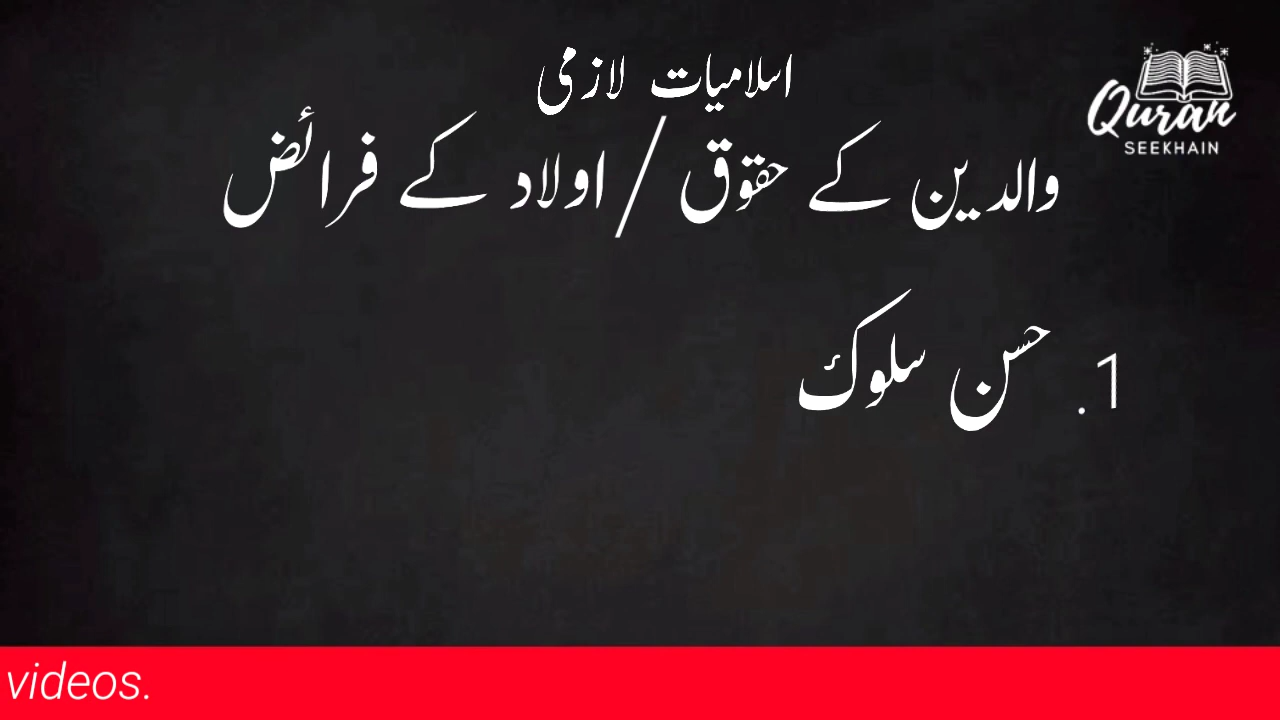 اسلامیات لازمی
Quran
SEEKHAIN
والدین کے حقوق / اولاد کے فرائض
1. حسن سلوک
videos.